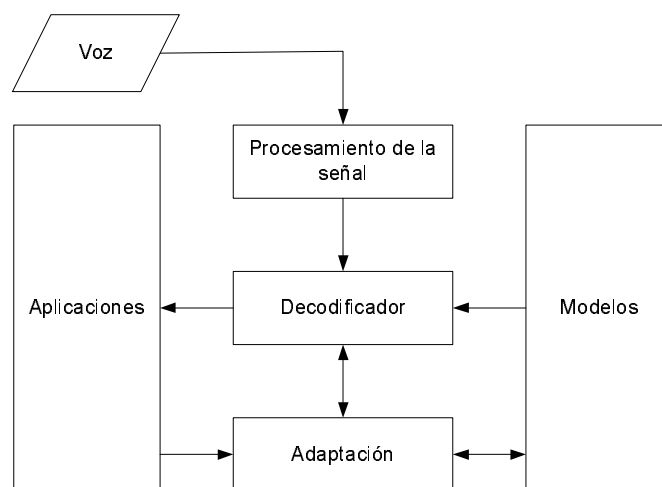 Voz
Procesamiento de la
señal
Aplicaciones
Decodificador
Modelos
Adaptación